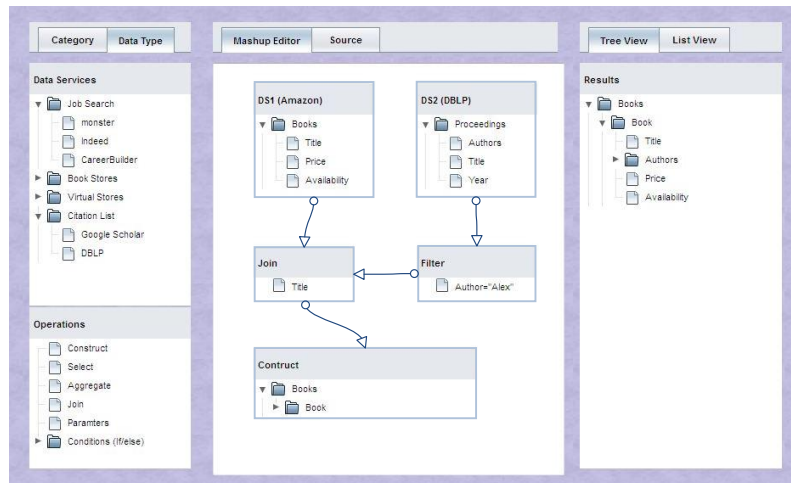 Category Data Type
Data Services
Job Search
monster
Indeed
CareerBuilder
Book Stores
Virtual Stores
Citation List
Google Scholar
DBLP
Operations
Construct
Select
Aggregate
Join
Paramters
Conditions (If/else)
Mashup Editor Source
DS1 (Amazon)
Books
Title
Price
Availability
DS2 (DBLP)
Proceedings
Authors
Title
Year
Join
Title
Filter
Author="Alex"
Contruct
Books
Book
Tree View List View
Results
Books
Book
Title
Authors
Price
Availability